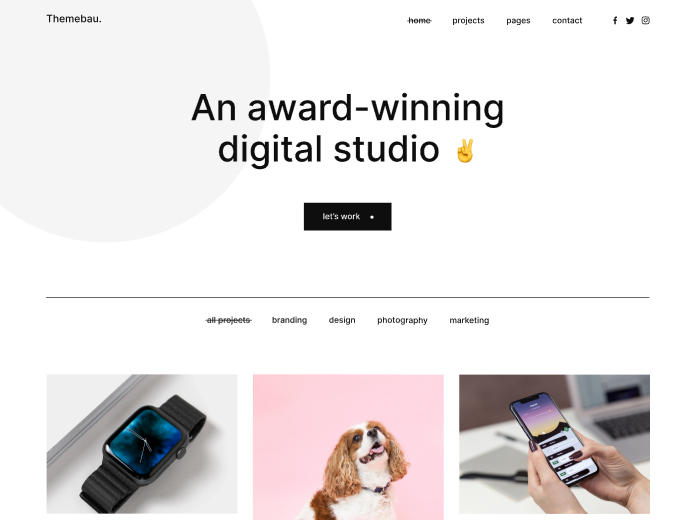 Themebau.
home projects pages contact
An award-winning
digital studio ✌️
let's work
all projects branding design photography marketing